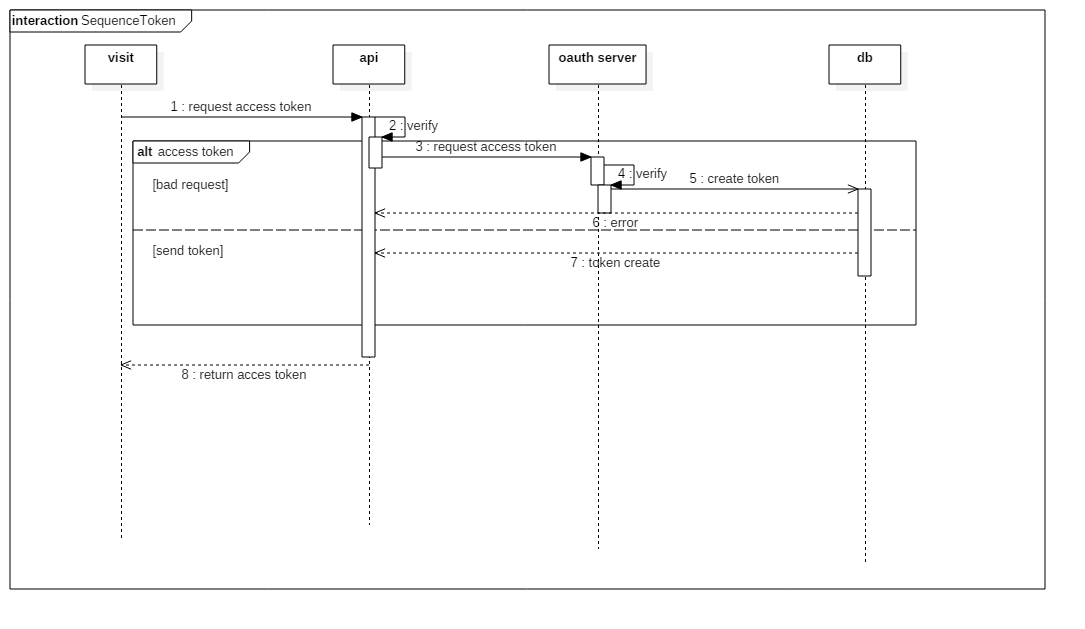 interaction SequenceToken
visit
api
oauth server
db
1 : request access token
2 : verify
3 : request access token
alt access token
4 : verify
5 : create token
[bad request]
6 : error
[send token]
7 : token create
8 : return acces token